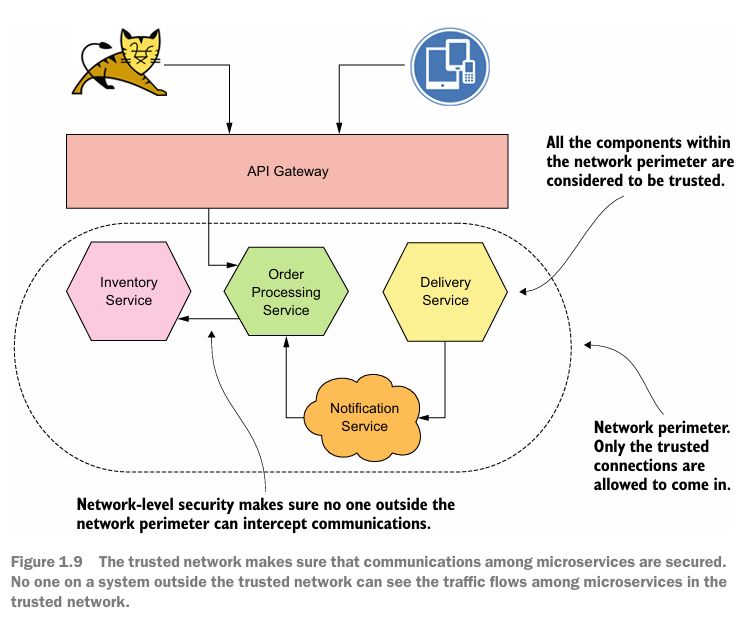 API Gateway
All the components within
the network perimeter are
considered to be trusted.
Inventory
Service
Order
Processing
Service
Delivery
Service
Notification
Service
Network perimeter.
Only the trusted
connections are
allowed to come in.
Network-level security makes sure no one outside the
network perimeter can intercept communications.
Figure 1.9 The trusted network makes sure that communications among microservices are secured.
No one on a system outside the trusted network can see the traffic flows among microservices in the
trusted network.